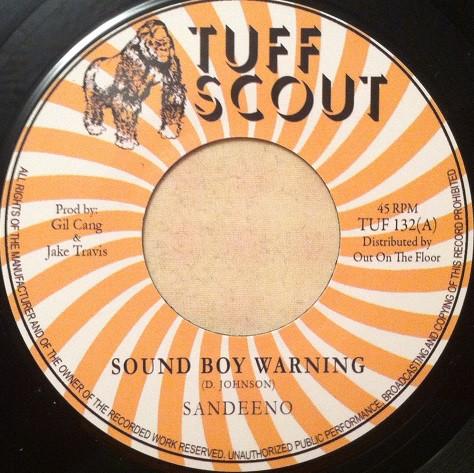 TUFF
SCOUT
Prod by:
Gil Cang
&
Jake Travis
45 RPM
TUF 132(A)
Distributed by
Out On The Floor
SOUND BOY WARNING
(D. JOHNSON)
SANDEENO
ALL RIGHTS OF THE MANUFACTURER AND OF THE OWNER OF THE RECORDED WORK RESERVED. UNAUTHORIZED PUBLIC PERFORMANCE, BROADCASTING AND COPYING OF THIS RECORD PROHIBITED